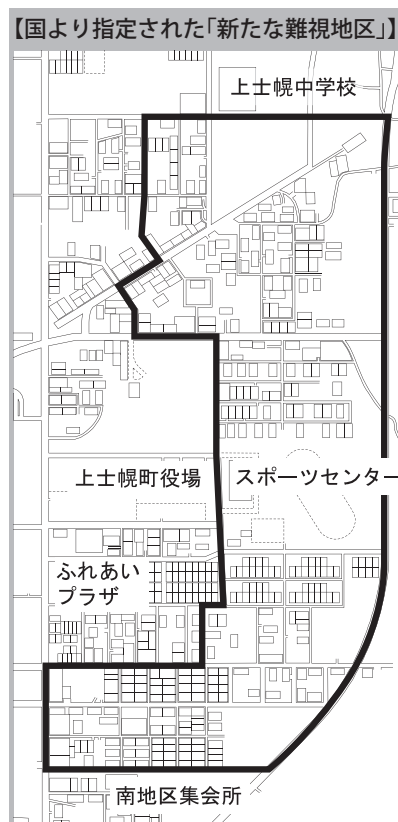 【国より指定された「新たな難視地区」】
上士幌中学校
上士幌町役場
スポーツセンター
ふれあい
プラザ
南地区集会所